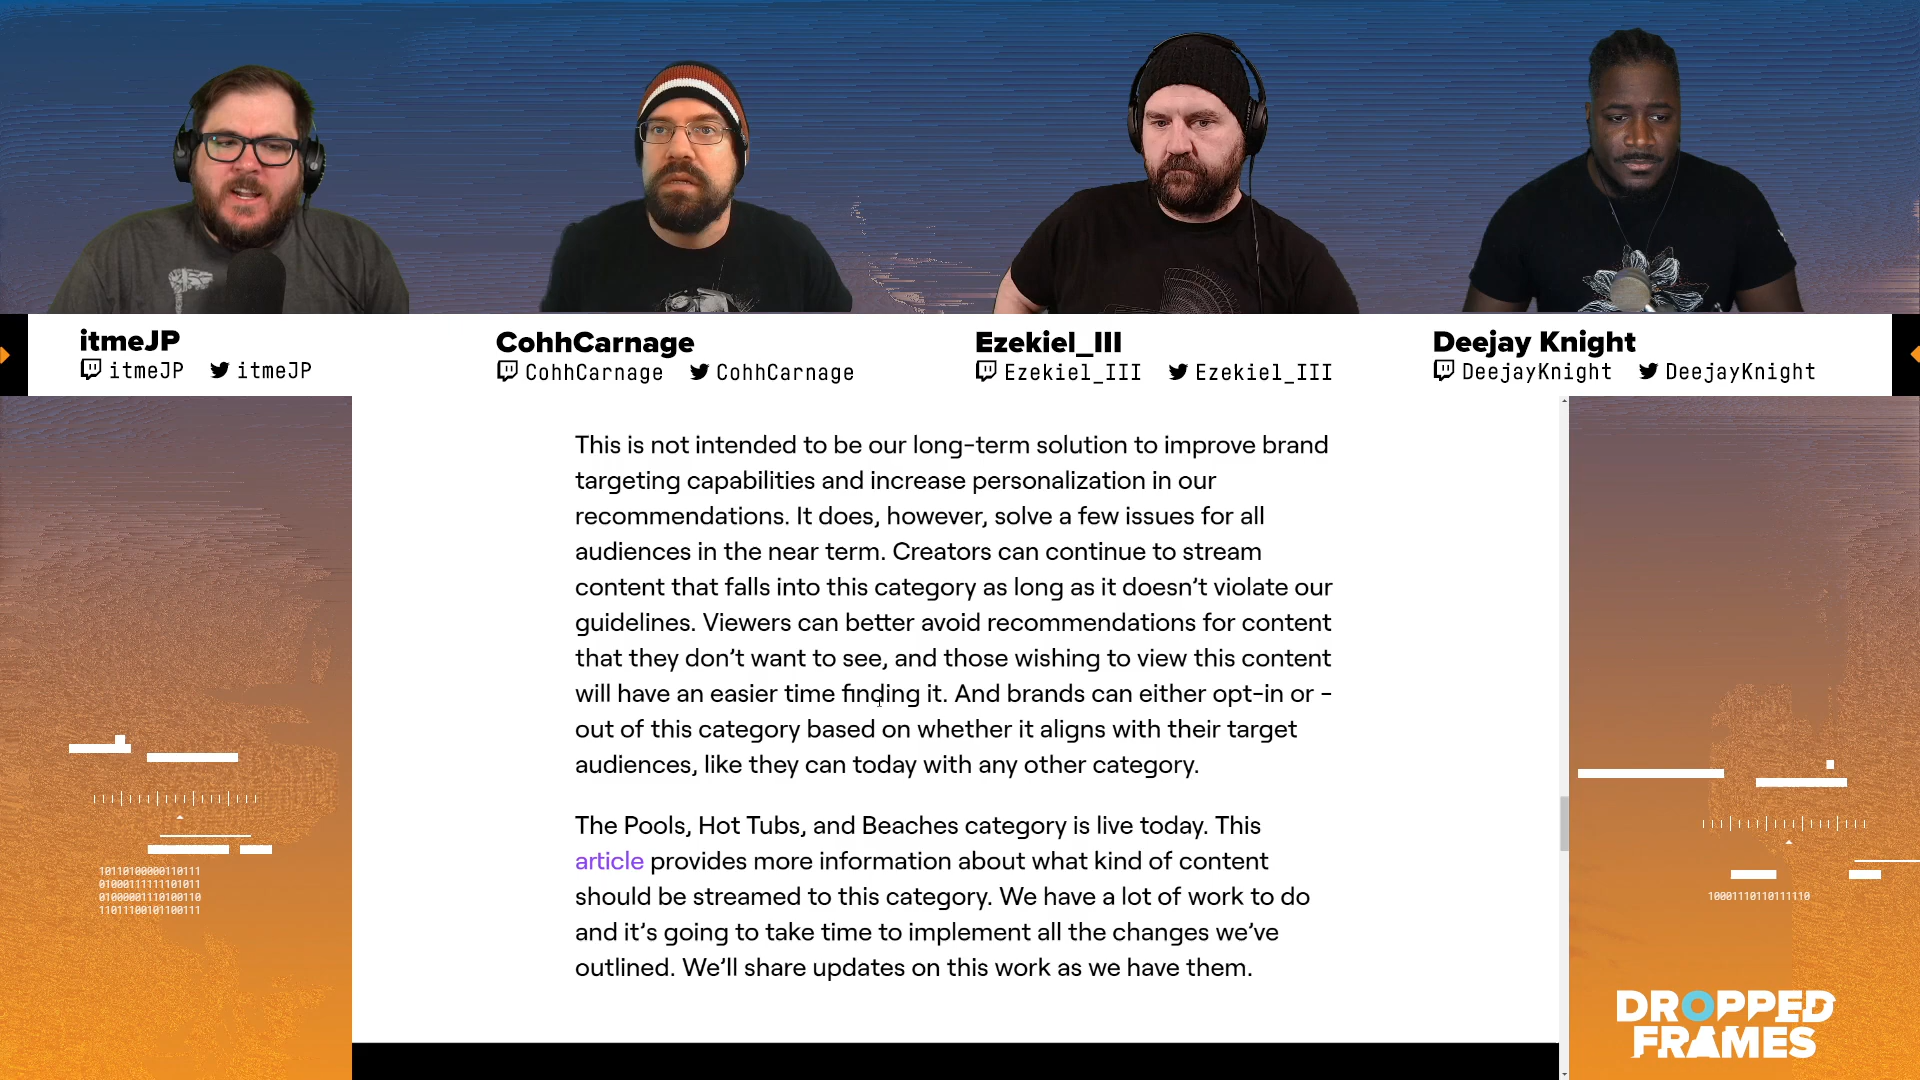 itmeJP
itmeJP itmeJP
CohhCarnage
CohhCarnage CohhCarnage
Ezekiel_III
Ezekiel_III Ezekiel_III
Deejay Knight
DeejayKnight DeejayKnight
This is not intended to be our long-term solution to improve brand
targeting capabilities and increase personalization in our
recommendations. It does, however, solve a few issues for all
audiences in the near term. Creators can continue to stream
content that falls into this category as long as it doesn’t violate our
guidelines. Viewers can better avoid recommendations for content
that they don’t want to see, and those wishing to view this content
will have an easier time finding it. And brands can either opt-in or -
out of this category based on whether it aligns with their target
audiences, like they can today with any other category.
The Pools, Hot Tubs, and Beaches category is live today. This
article provides more information about what kind of content
should be streamed to this category. We have a lot of work to do
and it’s going to take time to implement all the changes we’ve
outlined. We’ll share updates on this work as we have them.
10110100000110111
01000111111101011
01000001110100110
11011100101100111
10001110110111110
DROPPED
FRAMES